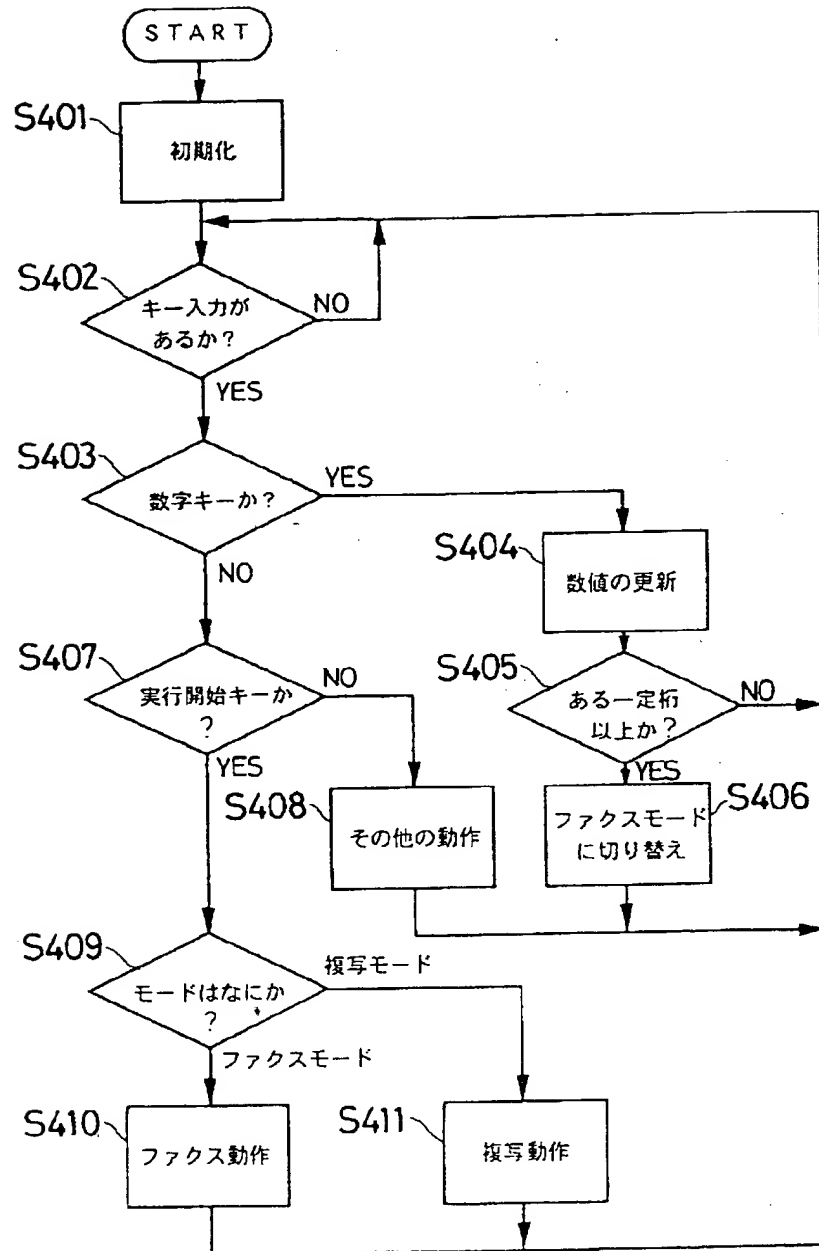 START
S401
初期化
S402
キー入力が
あるか？
NO
YES
S403
数字キーか？
YES
NO
S404
数値の更新
S405
ある一定桁
以上か？
NO
YES
S406
ファクスモード
に切り替え
S407
実行開始キーか
？
NO
YES
S408
その他の動作
S409
モードはなにか
？
複写モード
ファクスモード
S410
ファクス動作
S411
複写動作